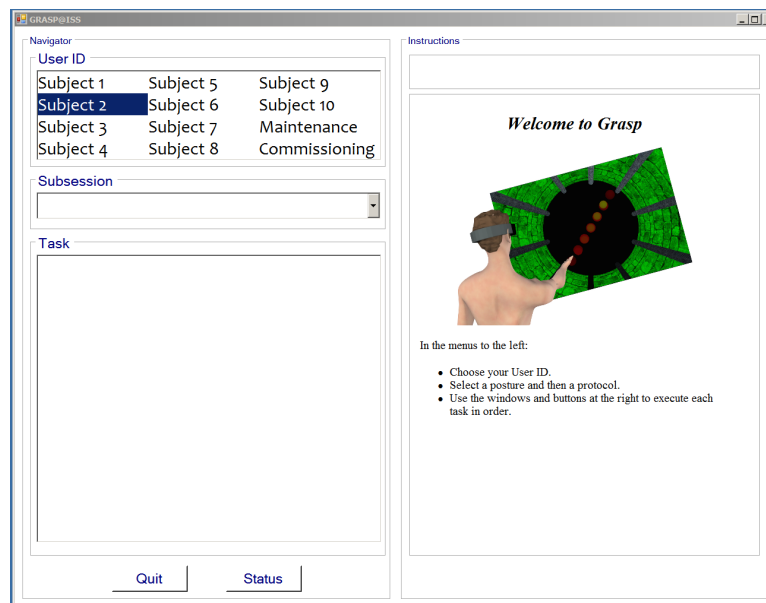 GRASP@ISS
Navigator
User ID
Subject 1 Subject 5 Subject 9
Subject 2 Subject 6 Subject 10
Subject 3 Subject 7 Maintenance
Subject 4 Subject 8 Commissioning
Subsession
Task
Quit Status
Instructions
Welcome to Grasp
In the menus to the left:
Choose your User ID.
Select a posture and then a protocol.
Use the windows and buttons at the right to execute each
task in order.